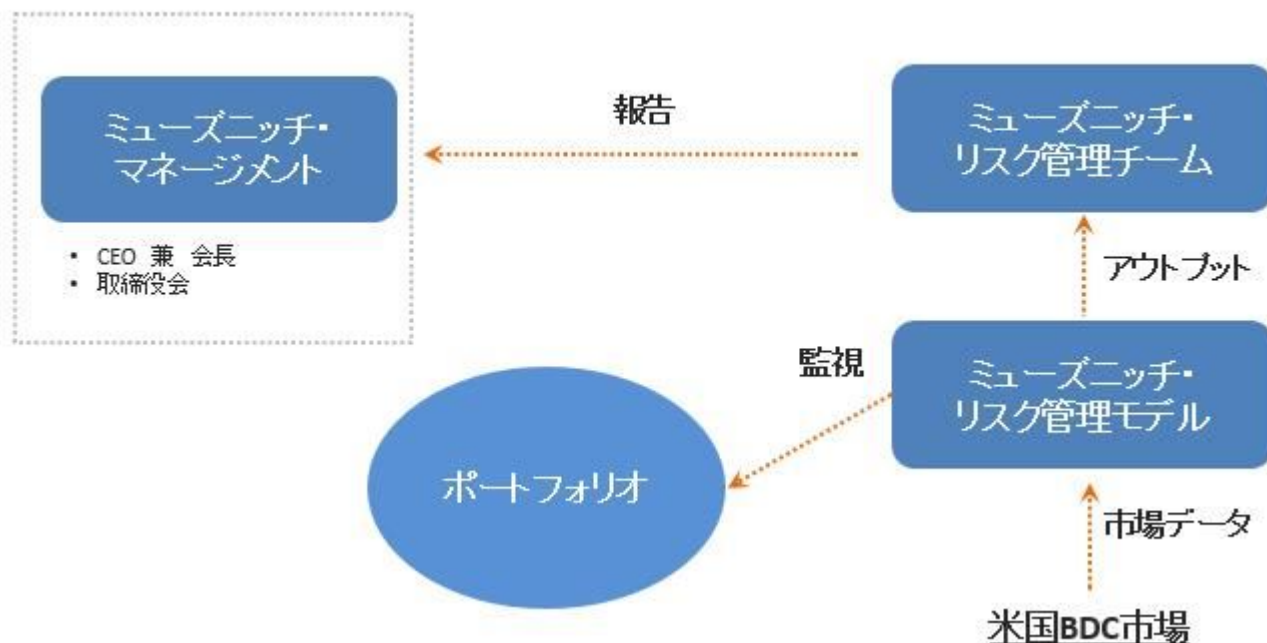 ミューズニッチ・
マネージメント
• CEO 兼 会長
• 取締役会
報告
ミューズニッチ・
リスク管理チーム
アウトプット
監視
ミューズニッチ・
リスク管理モデル
ポートフォリオ
市場データ
米国BDC市場